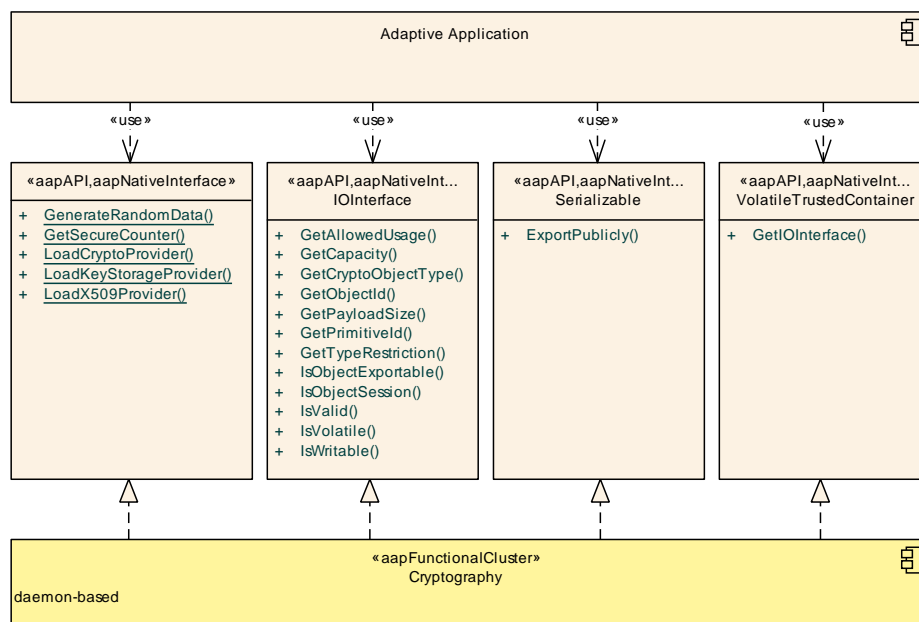 Adaptive Application
«use»
«use»
«use»
«use»
«aapAPI,aapNativeInterface»
+ GenerateRandomData()
+ GetSecureCounter()
+ LoadCryptoProvider()
+ LoadKeyStorageProvider()
+ LoadX509Provider()
«aapAPI,aapNativeInt...
IOInterface
+ GetAllowedUsage()
+ GetCapacity()
+ GetCryptoObjectType()
+ GetObjectId()
+ GetPayloadSize()
+ GetPrimitiveId()
+ GetTypeRestriction()
+ IsObjectExportable()
+ IsObjectSession()
+ IsValid()
+ IsVolatile()
+ IsWritable()
«aapAPI,aapNativeInt...
Serializable
+ ExportPublicly()
«aapAPI,aapNativeInt...
VolatileTrustedContainer
+ GetIOInterface()
«aapFunctionalCluster»
Cryptography
daemon-based